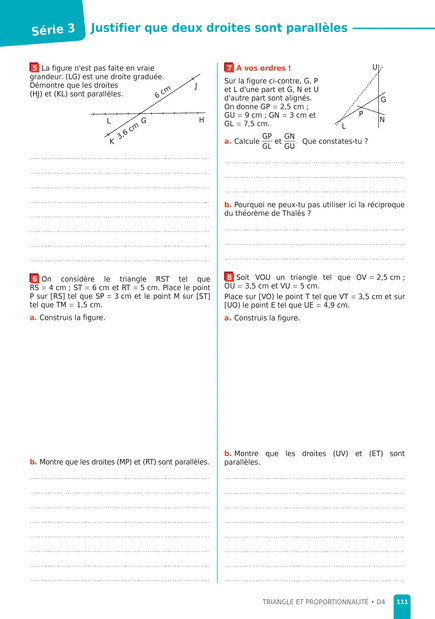 Série 3
Justifier que deux droites sont parallèles
5 La figure n'est pas faite en vraie
grandeur. (LG) est une droite graduée.
Démontre que les droites
(HJ) et (KL) sont parallèles.
6 cm
J
L
G
H
K
3,6 cm
6 On considère le triangle RST tel que
RS = 4 cm ; ST = 6 cm et RT = 5 cm. Place le point
P sur [RS] tel que SP = 3 cm et le point M sur [ST]
tel que TM = 1,5 cm.
a. Construis la figure.
b. Montre que les droites (MP) et (RT) sont parallèles.
7 À vos ordres !
Sur la figure ci-contre, G, P
et L d'une part et G, N et U
d'autre part sont alignés.
On donne GP = 2,5 cm ;
GU = 9 cm ; GN = 3 cm et
GL = 7,5 cm.
U
G
P
N
L
a. Calcule GP/GL et GN/GU. Que constates-tu ?
b. Pourquoi ne peux-tu pas utiliser ici la réciproque
du théorème de Thalès ?
8 Soit VOU un triangle tel que OV = 2,5 cm ;
OU = 3,5 cm et VU = 5 cm.
Place sur [VO) le point T tel que VT = 3,5 cm et sur
[UO) le point E tel que UE = 4,9 cm.
a. Construis la figure.
b. Montre que les droites (UV) et (ET) sont
parallèles.
TRIANGLE ET PROPORTIONNALITÉ • D4
111